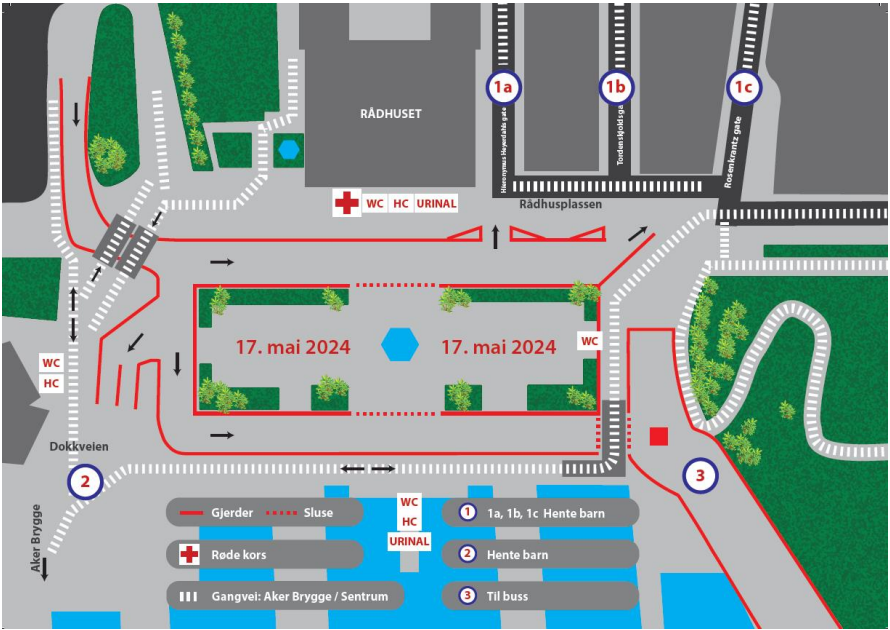 1a
1b
1c
RÅDHUSET
Hieronymus Heyerdahls gate
Tordenskjoldsga
Rosenkrantz gate
WC HC URINAL
Rådhusplassen
17. mai 2024
17. mai 2024
WC
WC
HC
Dokkveien
2
3
Aker Brygge
WC
HC
URINAL
Gjerder
Sluse
1 1a, 1b, 1c Hente barn
Røde kors
2 Hente barn
Gangvei: Aker Brygge / Sentrum
3 Til buss